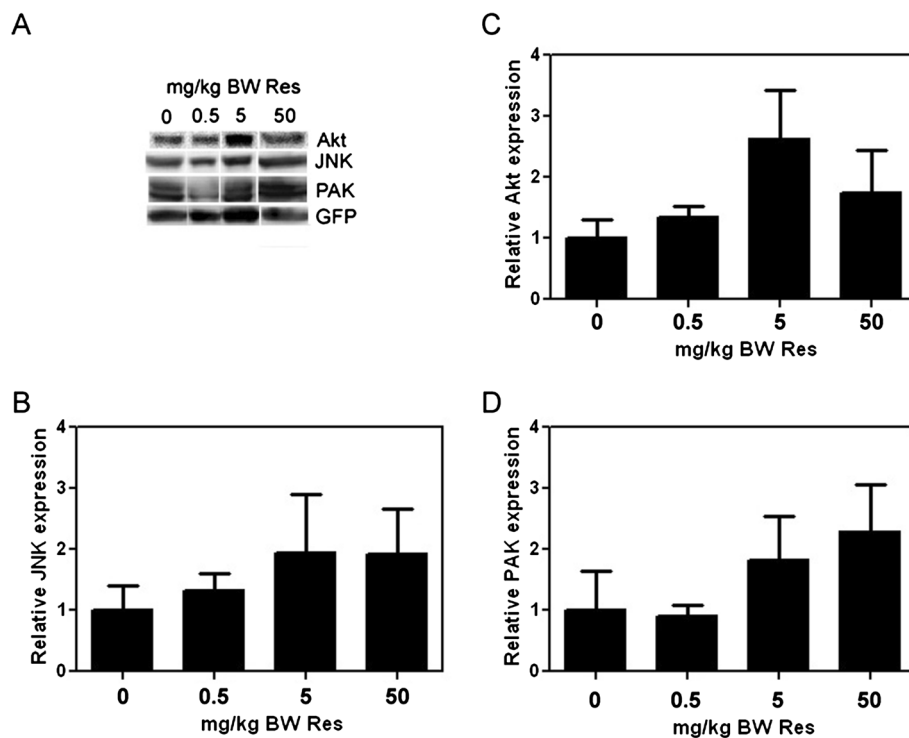 A
mg/kg BW Res
0 0.5 5 50
Akt
JNK
PAK
GFP
C
Relative Akt expression
4
3
2
1
0
0 0.5 5 50
mg/kg BW Res
B
Relative JNK expression
4
3
2
1
0
0 0.5 5 50
mg/kg BW Res
D
Relative PAK expression
4
3
2
1
0
0 0.5 5 50
mg/kg BW Res